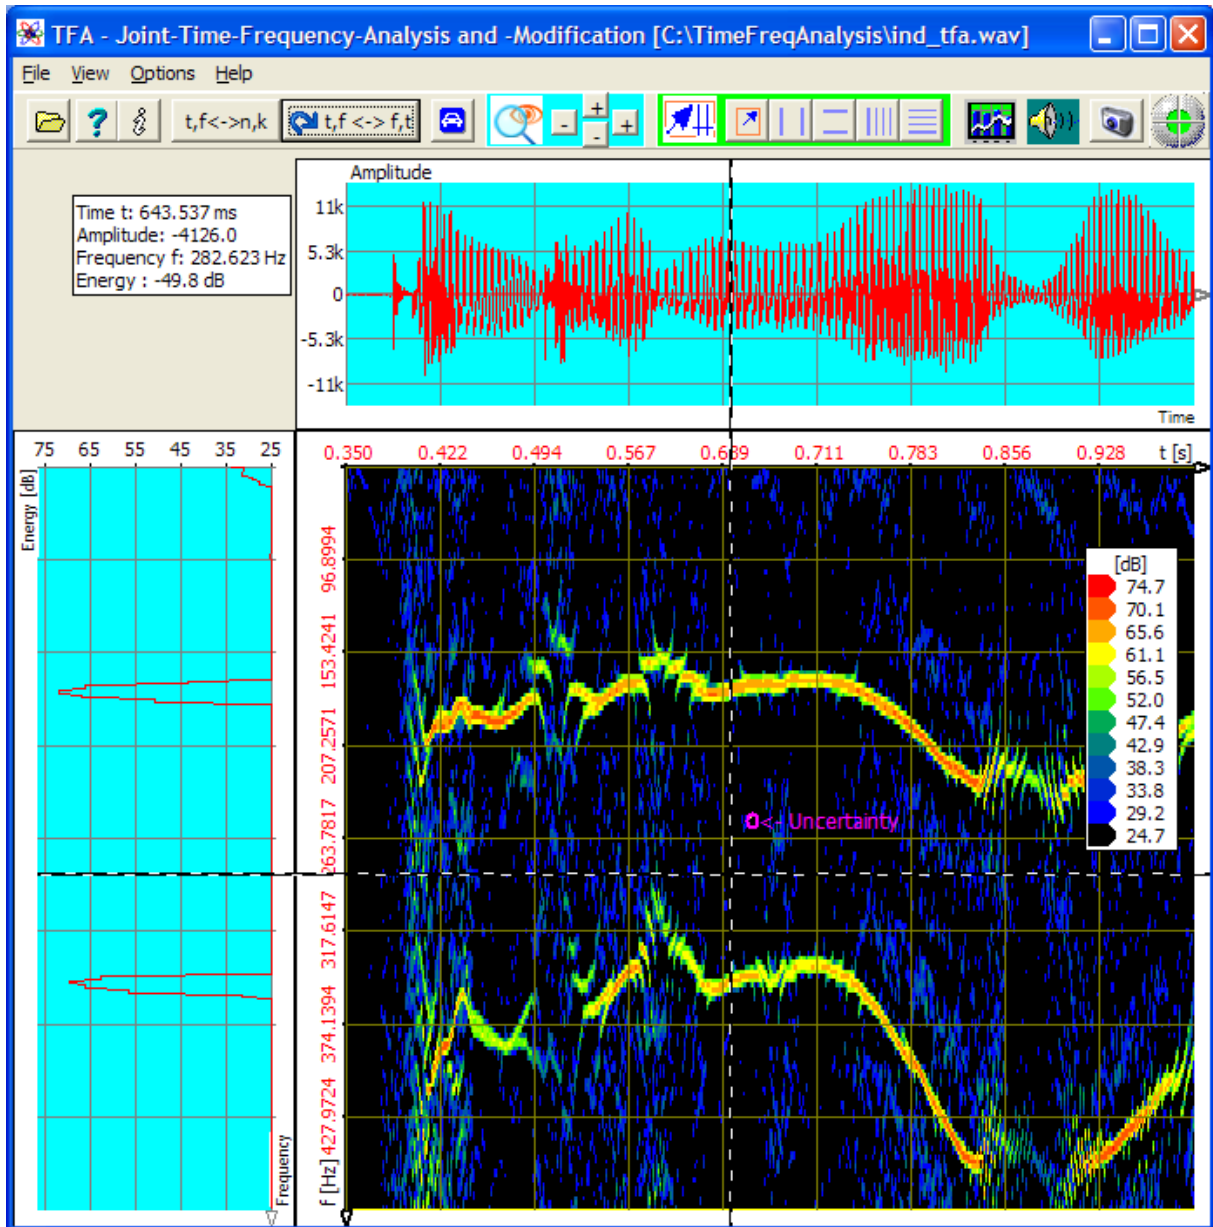 TFA - Joint-Time-Frequency-Analysis and -Modification [C:\TimeFreqAnalysis\ind_tfa.wav]
File View Options Help
t,f<->n,k t,f <-> f,t
Amplitude
Time t: 643.537 ms
Amplitude: -4126.0
Frequency f: 282.623 Hz
Energy : -49.8 dB
11k
5.3k
0
-5.3k
-11k
Time
75 65 55 45 35 25
Energy [dB]
Frequency
0.350 0.422 0.494 0.567 0.639 0.711 0.783 0.856 0.928 t [s]
96.8994
153.4241
207.2571
263.7817
317.6147
374.1394
427.9724
f [Hz]
<- Uncertainty
[dB]
74.7
70.1
65.6
61.1
56.5
52.0
47.4
42.9
38.3
33.8
29.2
24.7